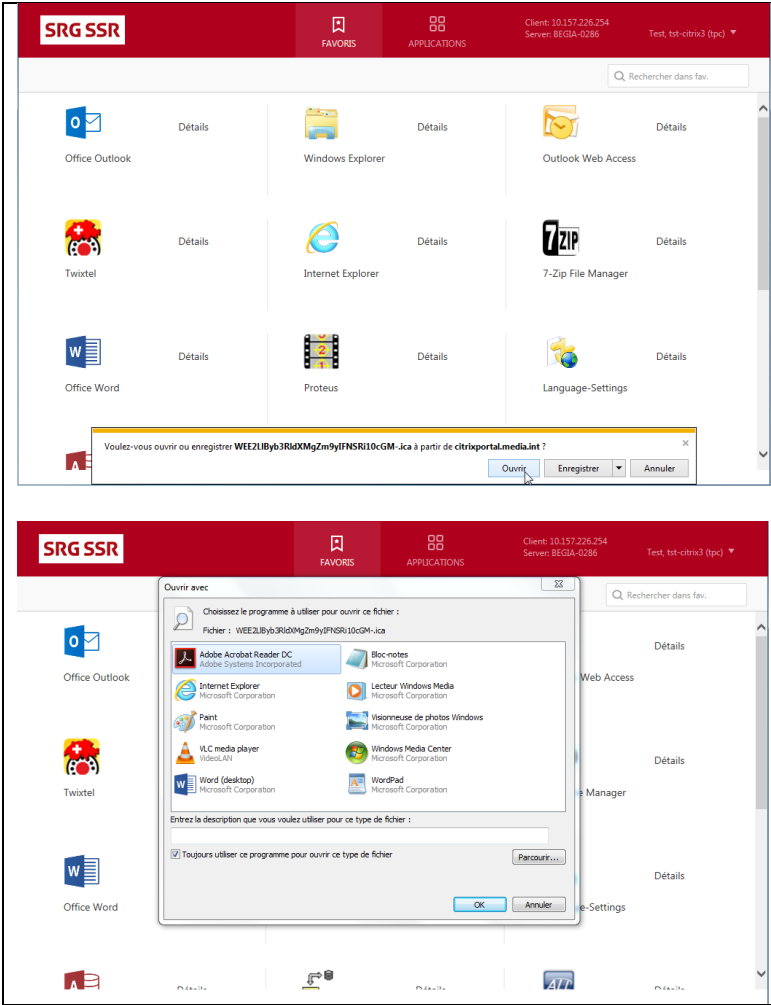 SRG SSR
FAVORIS
APPLICATIONS
Client: 10.157.226.254
Server: BEGIA-0286
Test, tst-citrix3 (tpc)
Rechercher dans fav.
Détails
Détails
Détails
Office Outlook
Windows Explorer
Outlook Web Access
Détails
Détails
7 ZIP
Détails
Twixtel
Internet Explorer
7-Zip File Manager
Détails
Détails
Détails
Office Word
Proteus
Language-Settings
Voulez-vous ouvrir ou enregistrer WEE2LlByb3RldXMgZm9yIFNSRi10cGM-.ica à partir de citrixportal.media.int ?
Ouvrir
Enregistrer
Annuler
SRG SSR
FAVORIS
APPLICATIONS
Client: 10.157.226.254
Server: BEGIA-0286
Test, tst-citrix3 (tpc)
Rechercher dans fav.
Ouvrir avec
Choisissez le programme à utiliser pour ouvrir ce fichier :
Fichier : WEE2LlByb3RldXMgZm9yIFNSRi10cGM-.ica
Adobe Acrobat Reader DC
Adobe Systems Incorporated
Bloc-notes
Microsoft Corporation
Internet Explorer
Microsoft Corporation
Lecteur Windows Media
Microsoft Corporation
Paint
Microsoft Corporation
Visionneuse de photos Windows
Microsoft Corporation
VLC media player
VideoLAN
Windows Media Center
Microsoft Corporation
Word (desktop)
Microsoft Corporation
WordPad
Microsoft Corporation
Entrez la description que vous voulez utiliser pour ce type de fichier :
Toujours utiliser ce programme pour ouvrir ce type de fichier
Parcourir...
OK
Annuler
Détails
Office Outlook
Web Access
Détails
Twixtel
e Manager
Détails
Office Word
e-Settings
Détails
Détails
Détails